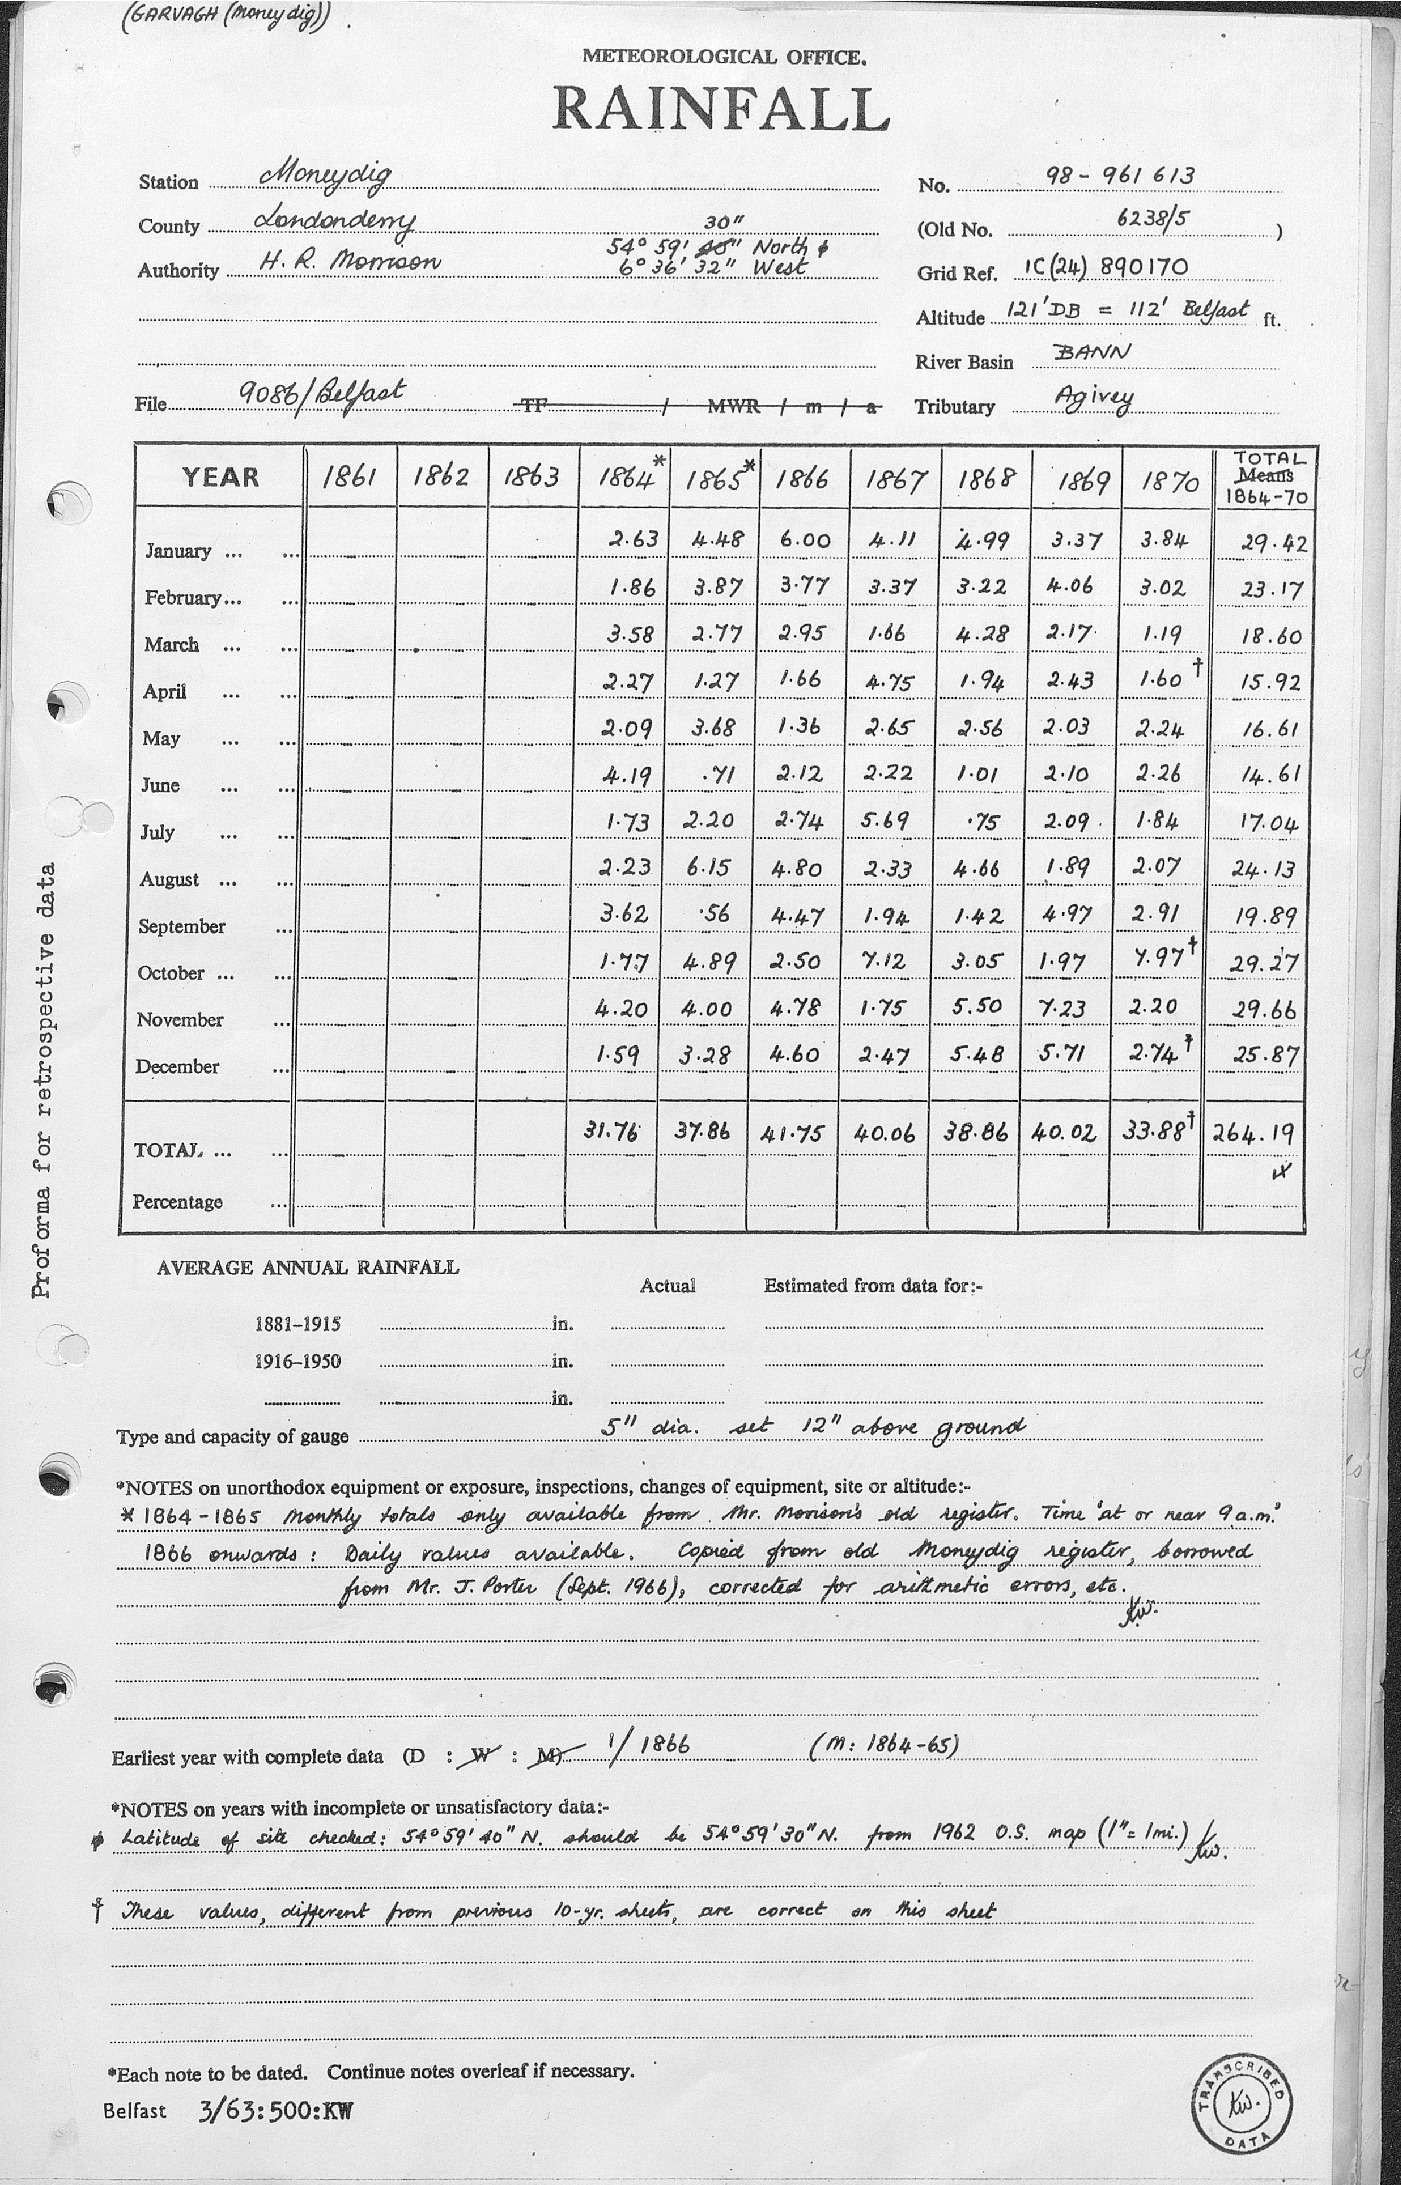 (GARVAGH (Moneydig))
METEOROLOGICAL OFFICE.
RAINFALL
Station Moneydig No. 98-961613
County Londonderry 30" (Old No. 6238/5 )
Authority H. R. Morrison 54° 59' 40" North ϕ 6° 36' 32" West Grid Ref. 1C(24) 890170
Altitude 121' DB = 112' Belfast ft.
River Basin BANN
File 9086/Belfast TF / MWR / m / a Tributary Agivey
YEAR 1861 1862 1863 1864* 1865* 1866 1867 1868 1869 1870 TOTAL Means 1864-70
January ... ... 2.63 4.48 6.00 4.11 4.99 3.37 3.84 29.42
February... ... 1.86 3.87 3.77 3.37 3.22 4.06 3.02 23.17
March ... ... 3.58 2.77 2.95 1.66 4.28 2.17 1.19 18.60
April ... ... 2.27 1.27 1.66 4.75 1.94 2.43 1.60† 15.92
May ... ... 2.09 3.68 1.36 2.65 2.56 2.03 2.24 16.61
June ... ... 4.19 .71 2.12 2.22 1.01 2.10 2.26 14.61
July ... ... 1.73 2.20 2.74 5.69 .75 2.09 1.84 17.04
August ... ... 2.23 6.15 4.80 2.33 4.66 1.89 2.07 24.13
September ... 3.62 .56 4.47 1.94 1.42 4.97 2.91 19.89
October ... ... 1.77 4.89 2.50 7.12 3.05 1.97 7.97† 29.27
November ... 4.20 4.00 4.78 1.75 5.50 7.23 2.20 29.66
December ... 1.59 3.28 4.60 2.47 5.48 5.71 2.74† 25.87
TOTAL ... ... 31.76 37.86 41.75 40.06 38.86 40.02 33.88† 264.19
Percentage ...
Proforma for retrospective data
AVERAGE ANNUAL RAINFALL
Actual Estimated from data for:-
1881-1915 in.
1916-1950 in.
in.
Type and capacity of gauge 5" dia. set 12" above ground
*NOTES on unorthodox equipment or exposure, inspections, changes of equipment, site or altitude:-
* 1864-1865 Monthly totals only available from Mr. Morrison's old register. Time 'at or near 9 a.m.'
1866 onwards: Daily values available. Copied from old Moneydig register, borrowed
from Mr. J. Porter (Sept. 1966), corrected for arithmetic errors, etc.
KW.
Earliest year with complete data (D : W : M) 1/1866 (M: 1864-65)
*NOTES on years with incomplete or unsatisfactory data:-
ϕ Latitude of site checked: 54° 59' 40" N. should be 54° 59' 30" N. from 1962 O.S. map (1"= 1mi.) KW.
† These values, different from previous 10-yr. sheets, are correct on this sheet
*Each note to be dated. Continue notes overleaf if necessary.
Belfast 3/63:500:KW
TRANSCRIBED
KW.
DATA